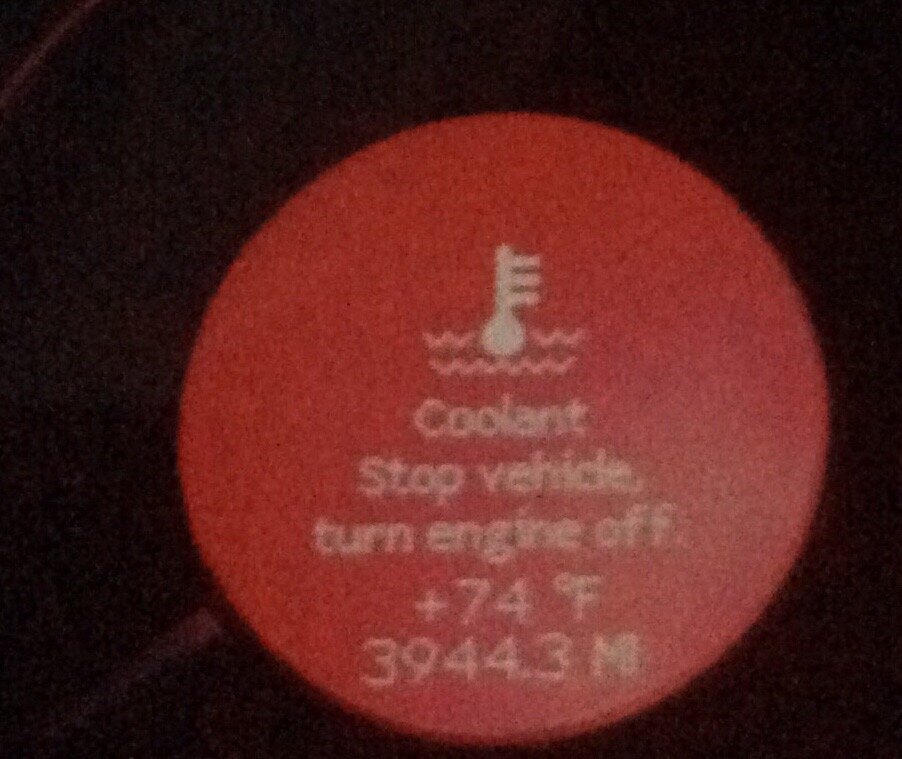 Coolant
Stop vehicle,
turn engine off.
+74 °F
3944.3 MI